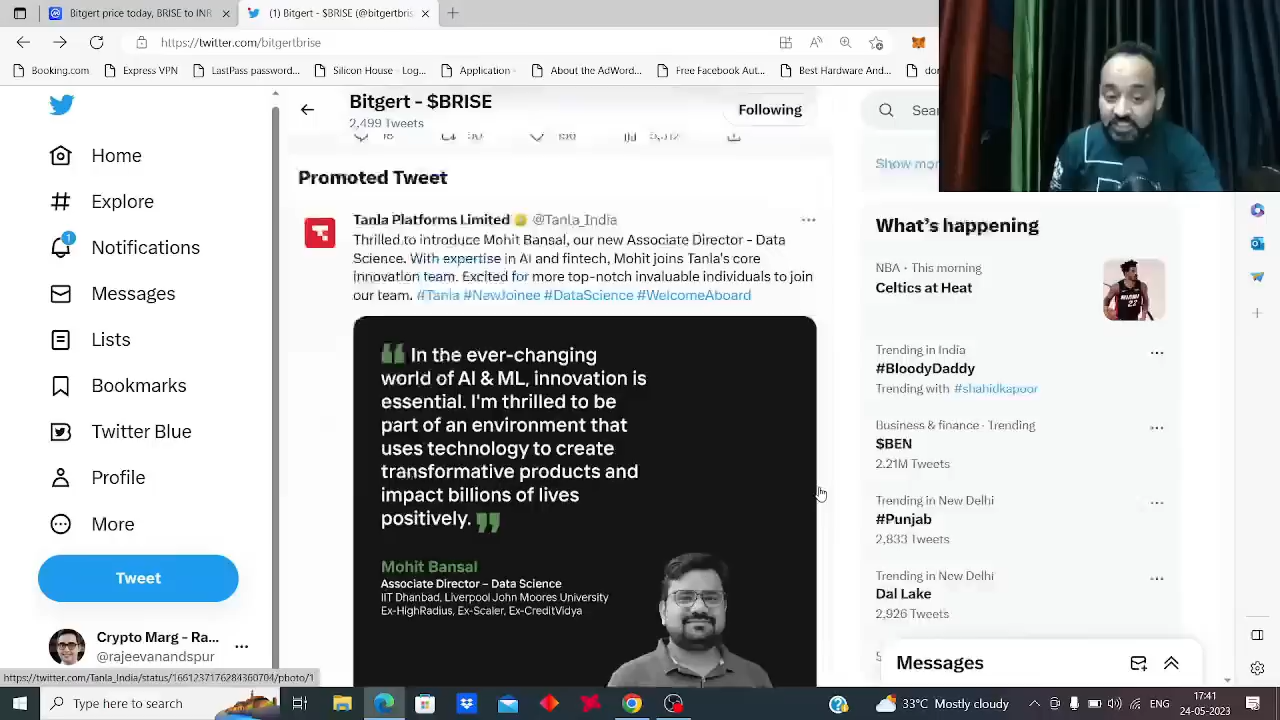 Bitgert price today, BRISE to INR
(1) Bitgert - $BRISE (@bitgertbris
https://twitter.com/bitgertbrise
Booking.com
Express VPN
LastPass password...
Silicon House - Log...
Application -
About the AdWor...
Free Facebook Aut...
Best Hardware And...
Bitgert - $BRISE
2,499 Tweets
Following
Home
Explore
1
Notifications
Messages
Lists
Bookmarks
Twitter Blue
Profile
More
Tweet
Crypto Marg - Ra...
@rajeevanandspur
Promoted Tweet
Tanla Platforms Limited @Tanla_India
Thrilled to introduce Mohit Bansal, our new Associate Director - Data
Science. With expertise in AI and fintech, Mohit joins Tanla's core
innovation team. Excited for more top-notch invaluable individuals to join
our team. #Tanla #NewJoinee #DataScience #WelcomeAboard
In the ever-changing
world of AI & ML, innovation is
essential. I'm thrilled to be
part of an environment that
uses technology to create
transformative products and
impact billions of lives
positively.
Mohit Bansal
Associate Director – Data Science
IIT Dhanbad, Liverpool John Moores University
Ex-HighRadius, Ex-Scaler, Ex-CreditVidya
Show mor
What's happening
NBA · This morning
Celtics at Heat
Trending in India
#BloodyDaddy
Trending with #shahidkapoor
Business & finance · Trending
$BEN
2.21M Tweets
Trending in New Delhi
#Punjab
2,833 Tweets
Trending in New Delhi
Dal Lake
2,926 Tweets
Messages
Type here to search
33°C Mostly cloudy
17:41
24-05-2023